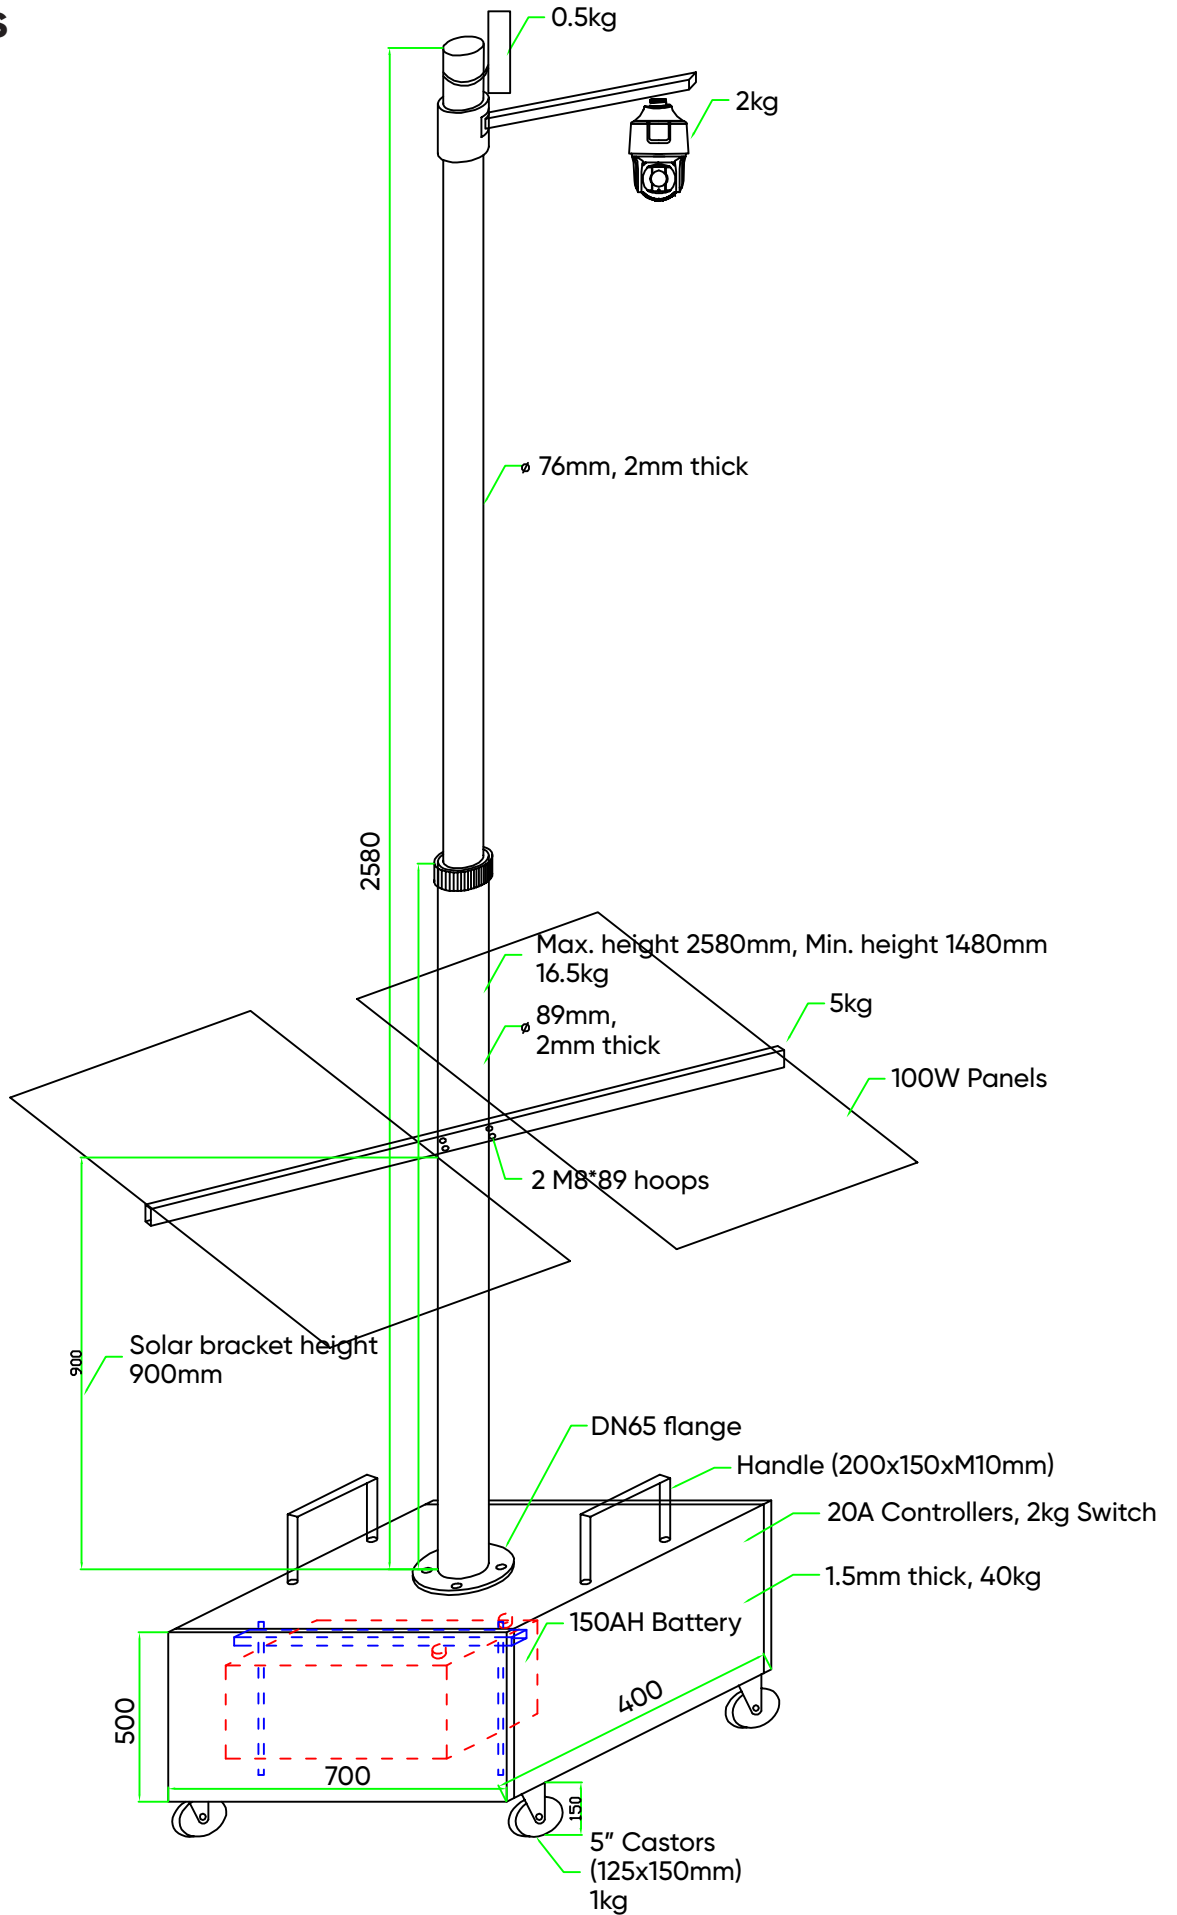 s
0.5kg
2kg
ø 76mm, 2mm thick
2580
Max. height 2580mm, Min. height 1480mm
16.5kg
5kg
ø 89mm,
2mm thick
100W Panels
2 M8*89 hoops
Solar bracket height
900mm
900
DN65 flange
Handle (200x150xM10mm)
20A Controllers, 2kg Switch
1.5mm thick, 40kg
150AH Battery
400
500
700
150
5” Castors
(125x150mm)
1kg